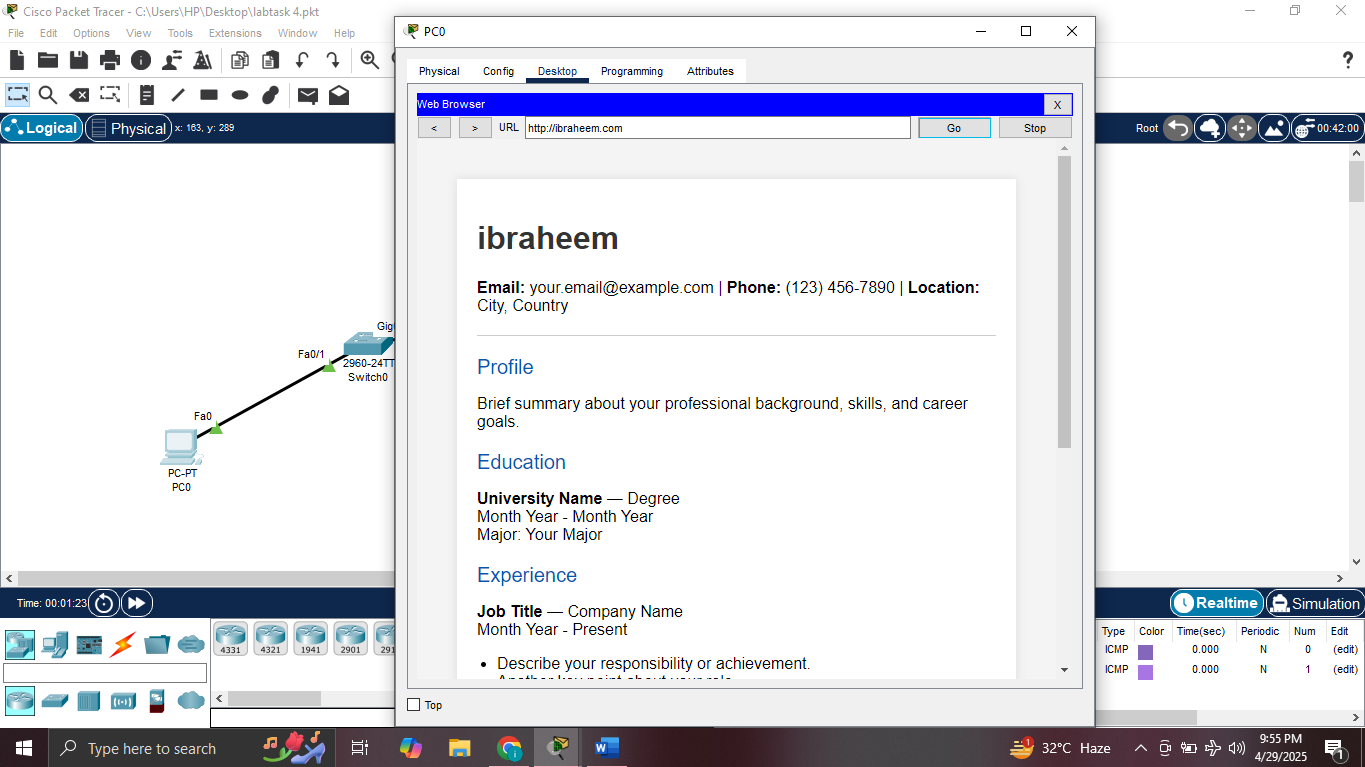 Cisco Packet Tracer - C:\Users\HP\Desktop\labtask 4.pkt
File Edit Options View Tools Extensions Window Help
Logical Physical x: 163, y: 289
Root 00:42:00
Fa0/1
2960-24TT
Switch0
Fa0
PC-PT
PC0
PC0
Physical Config Desktop Programming Attributes
Web Browser X
< > URL http://ibraheem.com Go Stop
ibraheem
Email: your.email@example.com | Phone: (123) 456-7890 | Location:
City, Country
Profile
Brief summary about your professional background, skills, and career
goals.
Education
University Name — Degree
Month Year - Month Year
Major: Your Major
Experience
Job Title — Company Name
Month Year - Present
• Describe your responsibility or achievement.
Top
Time: 00:01:23
Realtime Simulation
4331 4321 1941 2901
Type Color Time(sec) Periodic Num Edit
ICMP 0.000 N 0 (edit)
ICMP 0.000 N 1 (edit)
Type here to search
1 32°C Haze
9:55 PM
4/29/2025
1